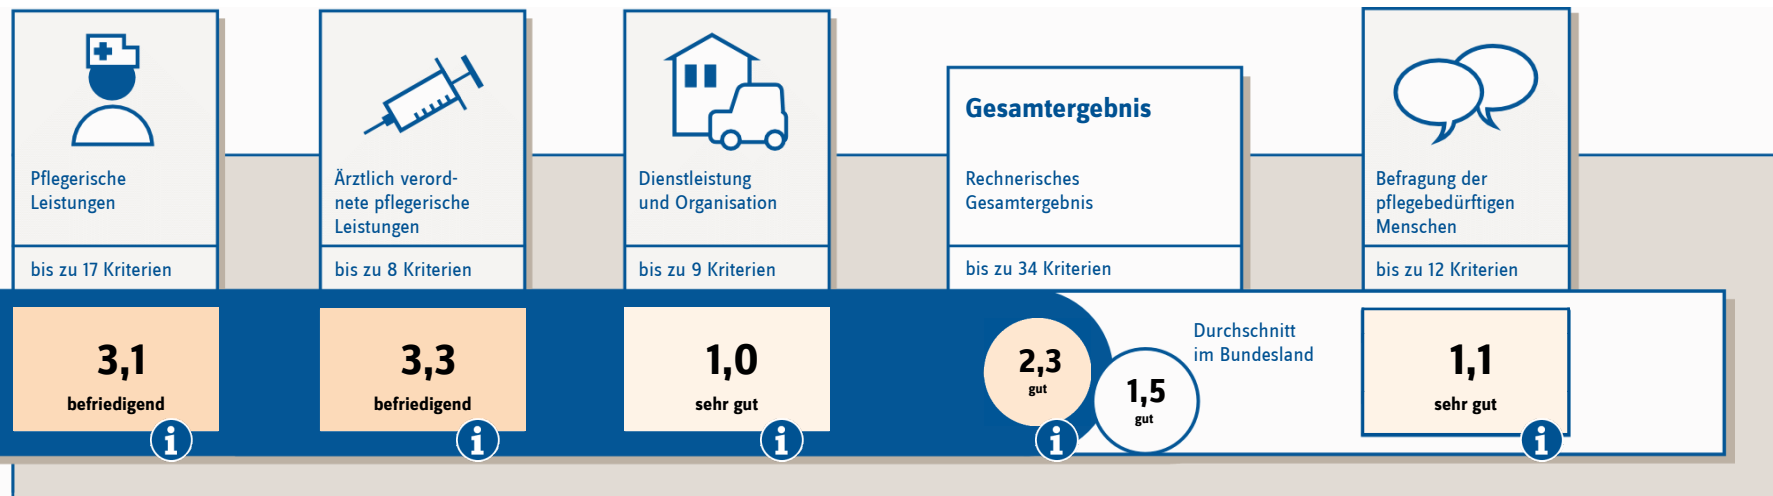 Pflegerische
Leistungen
bis zu 17 Kriterien
3,1
befriedigend
i
Ärztlich verord-
nete pflegerische
Leistungen
bis zu 8 Kriterien
3,3
befriedigend
i
Dienstleistung
und Organisation
bis zu 9 Kriterien
1,0
sehr gut
i
Gesamtergebnis
Rechnerisches
Gesamtergebnis
bis zu 34 Kriterien
2,3
gut
i
Durchschnitt
im Bundesland
1,5
gut
Befragung der
pflegebedürftigen
Menschen
bis zu 12 Kriterien
1,1
sehr gut
i